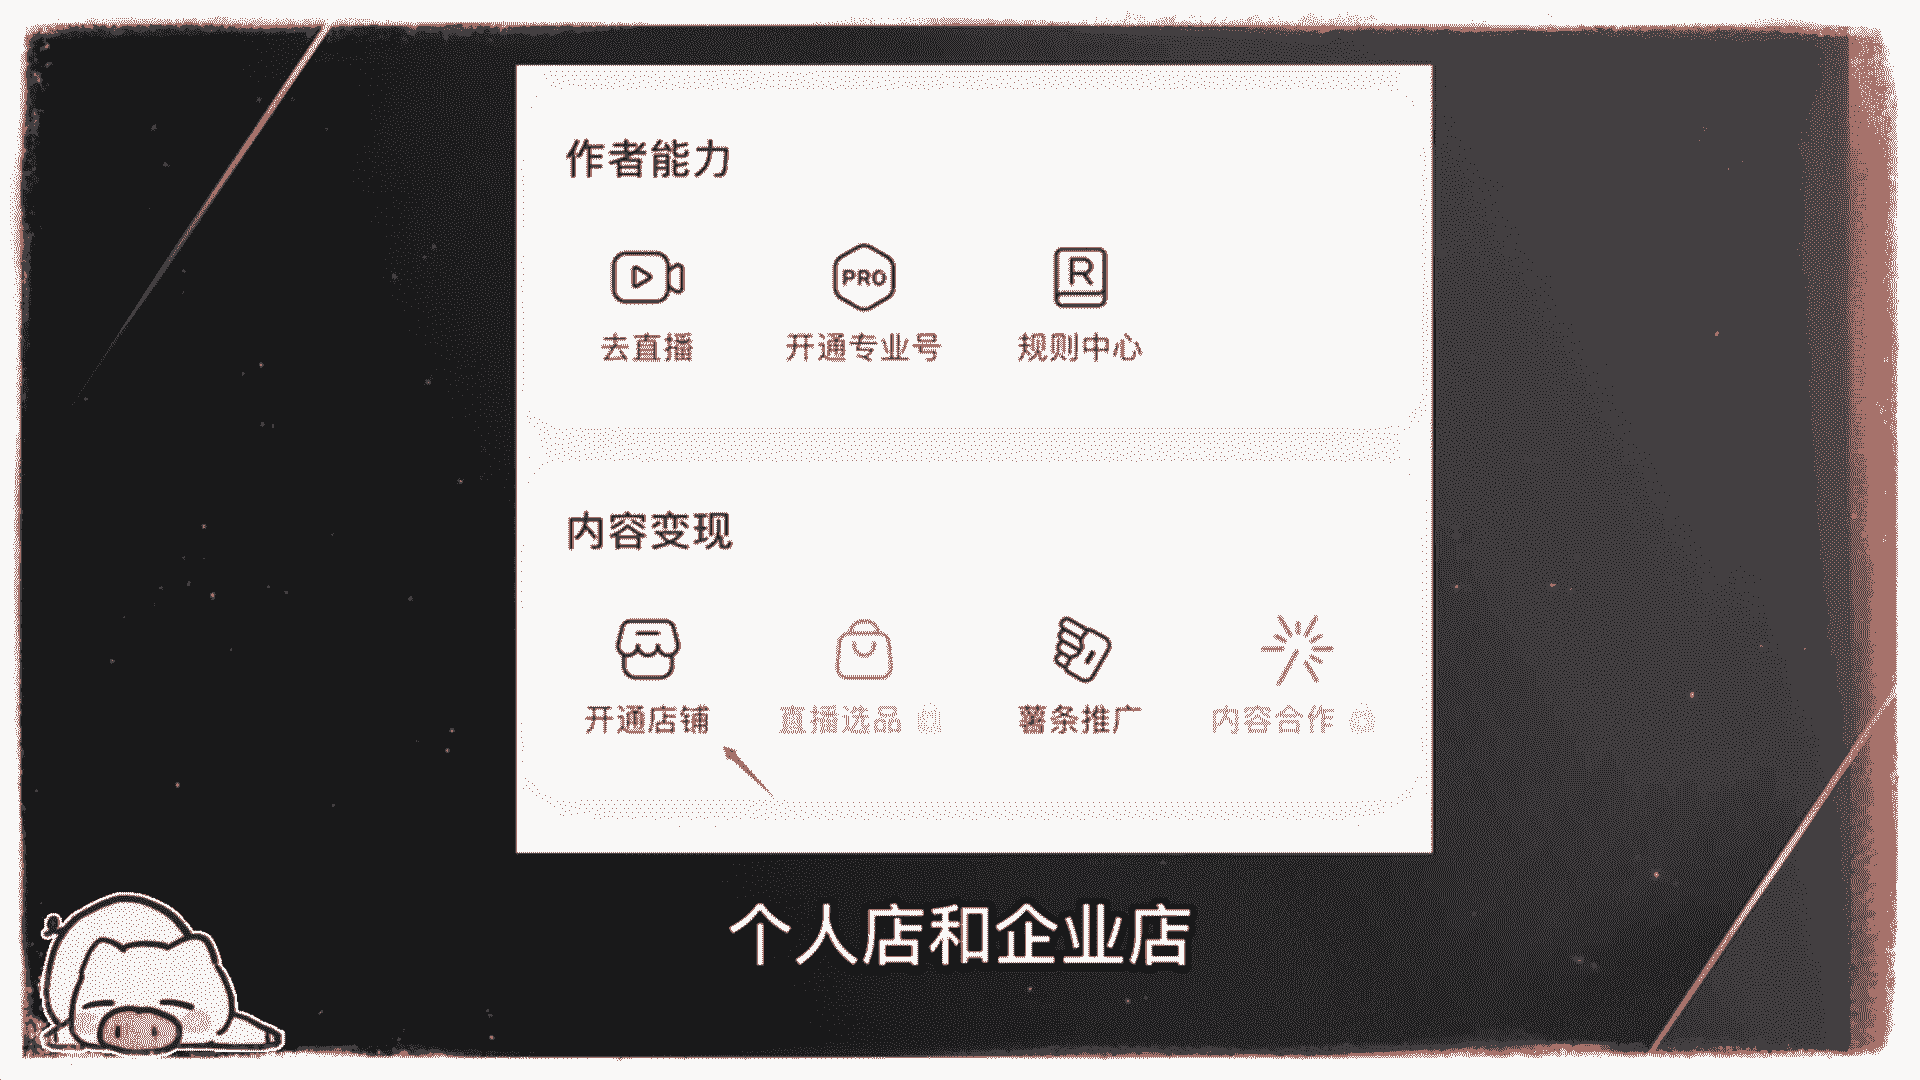 作者能力
PRO
R
去直播 开通专业号 规则中心
内容变现
开通店铺 直播选品 薯条推广 内容合作
个人店和企业店